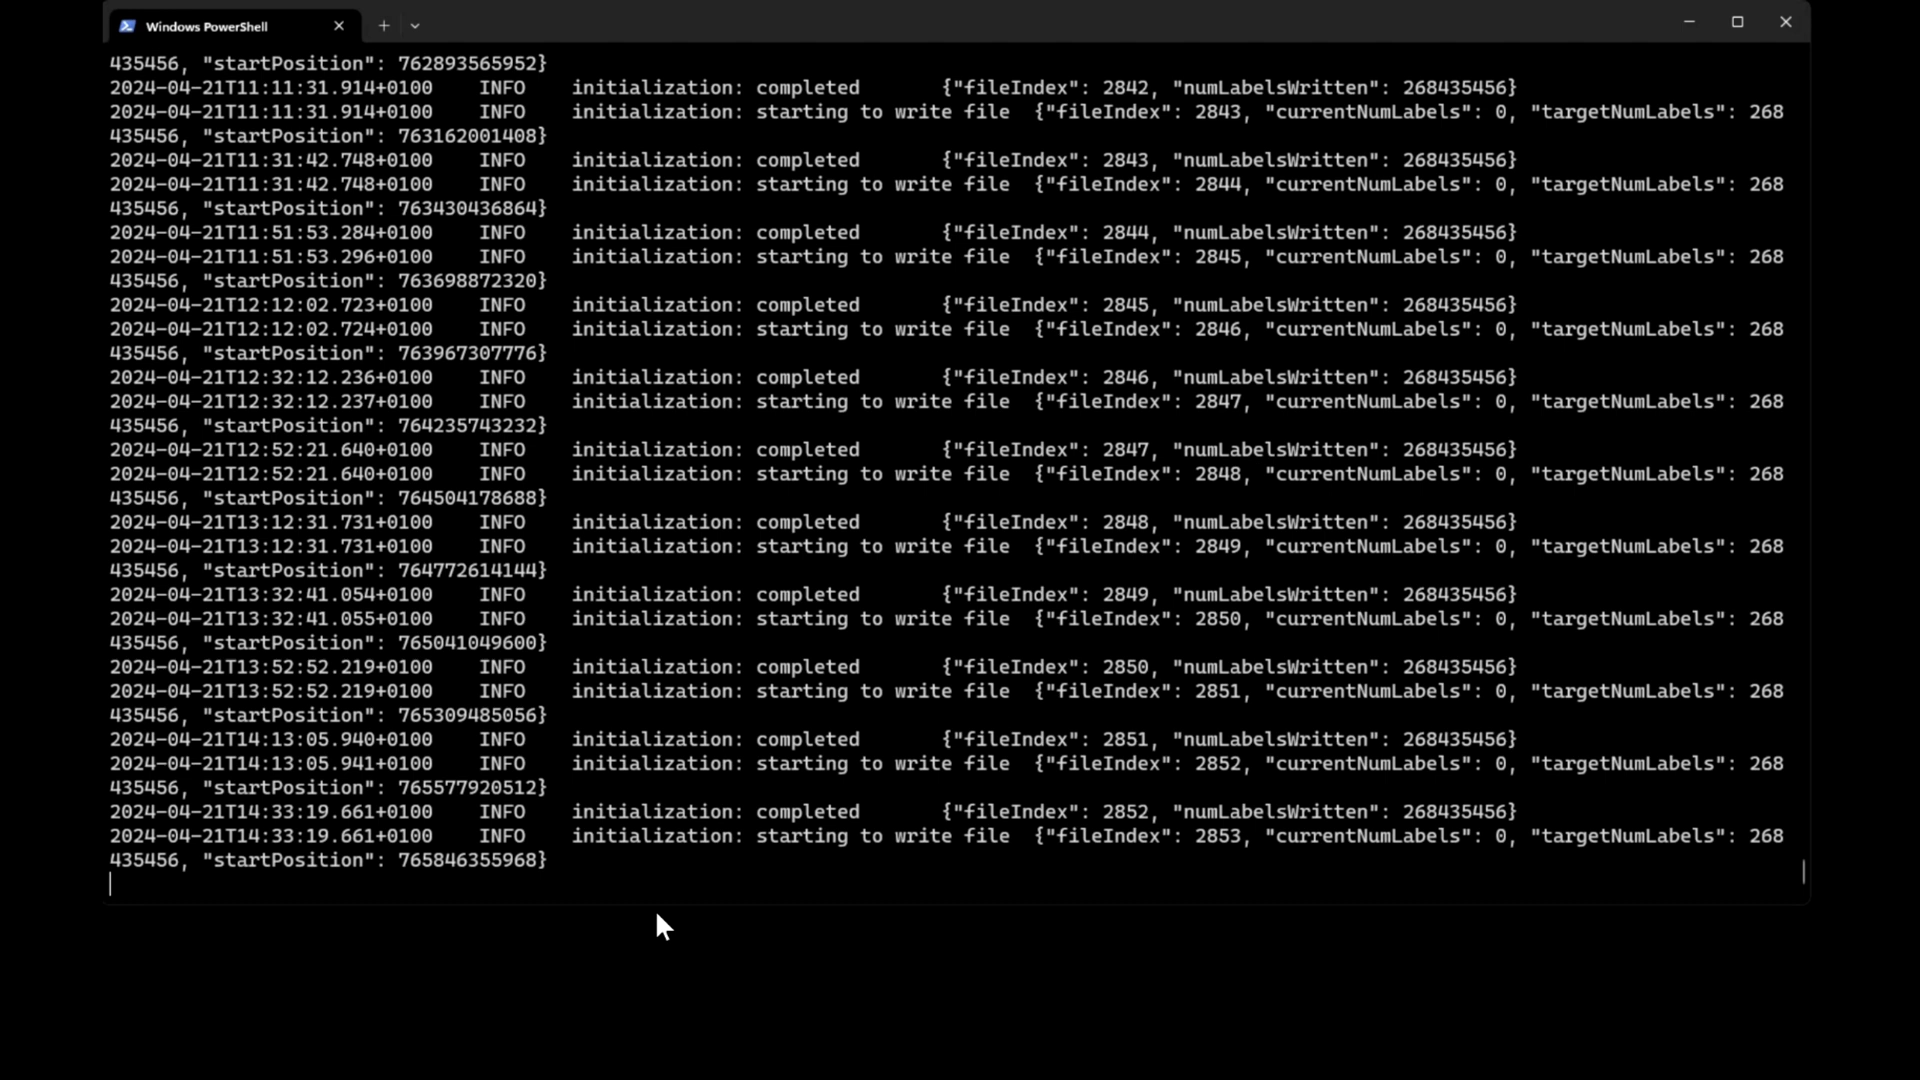 Windows PowerShell
435456, "startPosition": 762893565952}
2024-04-21T11:11:31.914+0100    INFO    initialization: completed       {"fileIndex": 2842, "numLabelsWritten": 268435456}
2024-04-21T11:11:31.914+0100    INFO    initialization: starting to write file  {"fileIndex": 2843, "currentNumLabels": 0, "targetNumLabels": 268
435456, "startPosition": 763162001408}
2024-04-21T11:31:42.748+0100    INFO    initialization: completed       {"fileIndex": 2843, "numLabelsWritten": 268435456}
2024-04-21T11:31:42.748+0100    INFO    initialization: starting to write file  {"fileIndex": 2844, "currentNumLabels": 0, "targetNumLabels": 268
435456, "startPosition": 763430436864}
2024-04-21T11:51:53.284+0100    INFO    initialization: completed       {"fileIndex": 2844, "numLabelsWritten": 268435456}
2024-04-21T11:51:53.296+0100    INFO    initialization: starting to write file  {"fileIndex": 2845, "currentNumLabels": 0, "targetNumLabels": 268
435456, "startPosition": 763698872320}
2024-04-21T12:12:02.723+0100    INFO    initialization: completed       {"fileIndex": 2845, "numLabelsWritten": 268435456}
2024-04-21T12:12:02.724+0100    INFO    initialization: starting to write file  {"fileIndex": 2846, "currentNumLabels": 0, "targetNumLabels": 268
435456, "startPosition": 763967307776}
2024-04-21T12:32:12.236+0100    INFO    initialization: completed       {"fileIndex": 2846, "numLabelsWritten": 268435456}
2024-04-21T12:32:12.237+0100    INFO    initialization: starting to write file  {"fileIndex": 2847, "currentNumLabels": 0, "targetNumLabels": 268
435456, "startPosition": 764235743232}
2024-04-21T12:52:21.640+0100    INFO    initialization: completed       {"fileIndex": 2847, "numLabelsWritten": 268435456}
2024-04-21T12:52:21.640+0100    INFO    initialization: starting to write file  {"fileIndex": 2848, "currentNumLabels": 0, "targetNumLabels": 268
435456, "startPosition": 764504178688}
2024-04-21T13:12:31.731+0100    INFO    initialization: completed       {"fileIndex": 2848, "numLabelsWritten": 268435456}
2024-04-21T13:12:31.731+0100    INFO    initialization: starting to write file  {"fileIndex": 2849, "currentNumLabels": 0, "targetNumLabels": 268
435456, "startPosition": 764772614144}
2024-04-21T13:32:41.054+0100    INFO    initialization: completed       {"fileIndex": 2849, "numLabelsWritten": 268435456}
2024-04-21T13:32:41.055+0100    INFO    initialization: starting to write file  {"fileIndex": 2850, "currentNumLabels": 0, "targetNumLabels": 268
435456, "startPosition": 765041049600}
2024-04-21T13:52:52.219+0100    INFO    initialization: completed       {"fileIndex": 2850, "numLabelsWritten": 268435456}
2024-04-21T13:52:52.219+0100    INFO    initialization: starting to write file  {"fileIndex": 2851, "currentNumLabels": 0, "targetNumLabels": 268
435456, "startPosition": 765309485056}
2024-04-21T14:13:05.940+0100    INFO    initialization: completed       {"fileIndex": 2851, "numLabelsWritten": 268435456}
2024-04-21T14:13:05.941+0100    INFO    initialization: starting to write file  {"fileIndex": 2852, "currentNumLabels": 0, "targetNumLabels": 268
435456, "startPosition": 765577920512}
2024-04-21T14:33:19.661+0100    INFO    initialization: completed       {"fileIndex": 2852, "numLabelsWritten": 268435456}
2024-04-21T14:33:19.661+0100    INFO    initialization: starting to write file  {"fileIndex": 2853, "currentNumLabels": 0, "targetNumLabels": 268
435456, "startPosition": 765846355968}